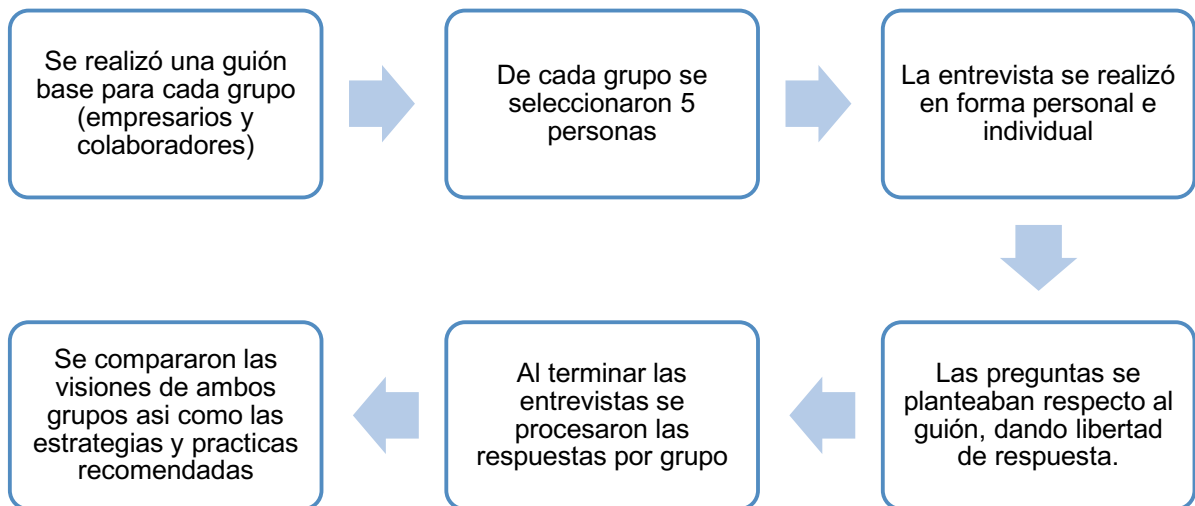 Se realizó una guión
base para cada grupo
(empresarios y
colaboradores)
De cada grupo se
seleccionaron 5
personas
La entrevista se realizó
en forma personal e
individual
Las preguntas se
planteaban respecto al
guión, dando libertad
de respuesta.
Al terminar las
entrevistas se
procesaron las
respuestas por grupo
Se compararon las
visiones de ambos
grupos asi como las
estrategias y practicas
recomendadas